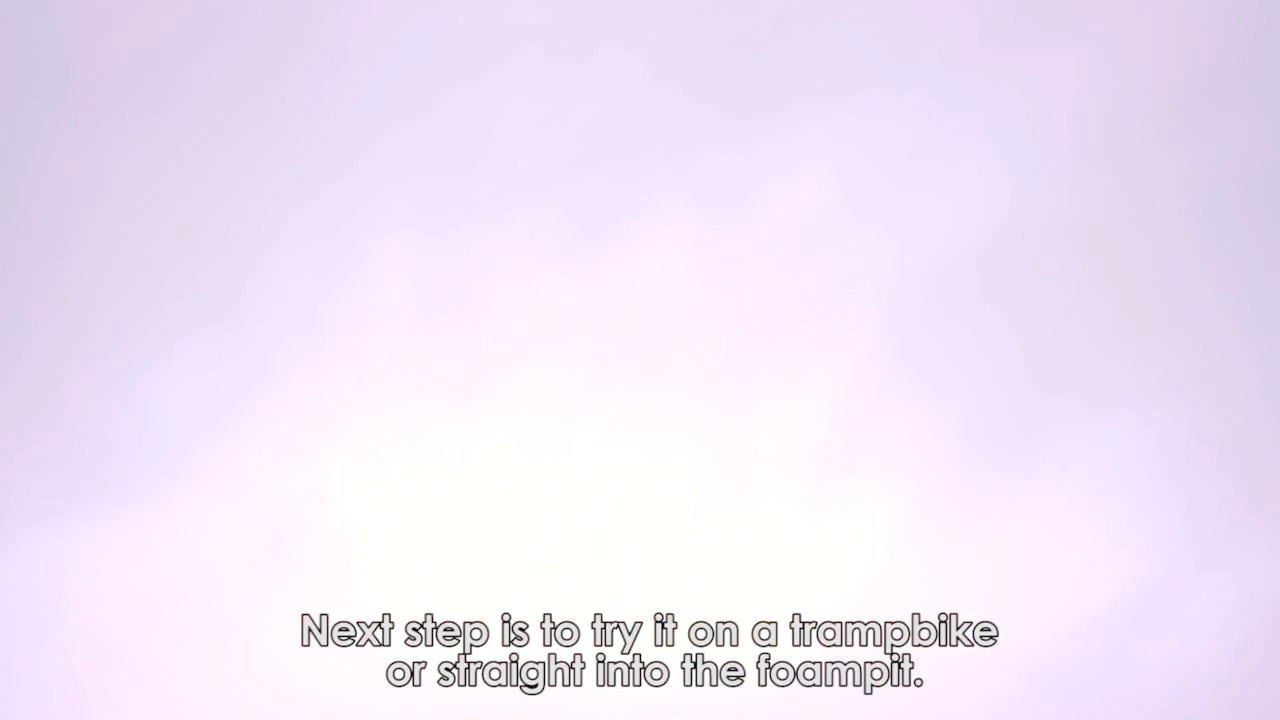 Next step is to try it on a trampbike
or straight into the foampit.